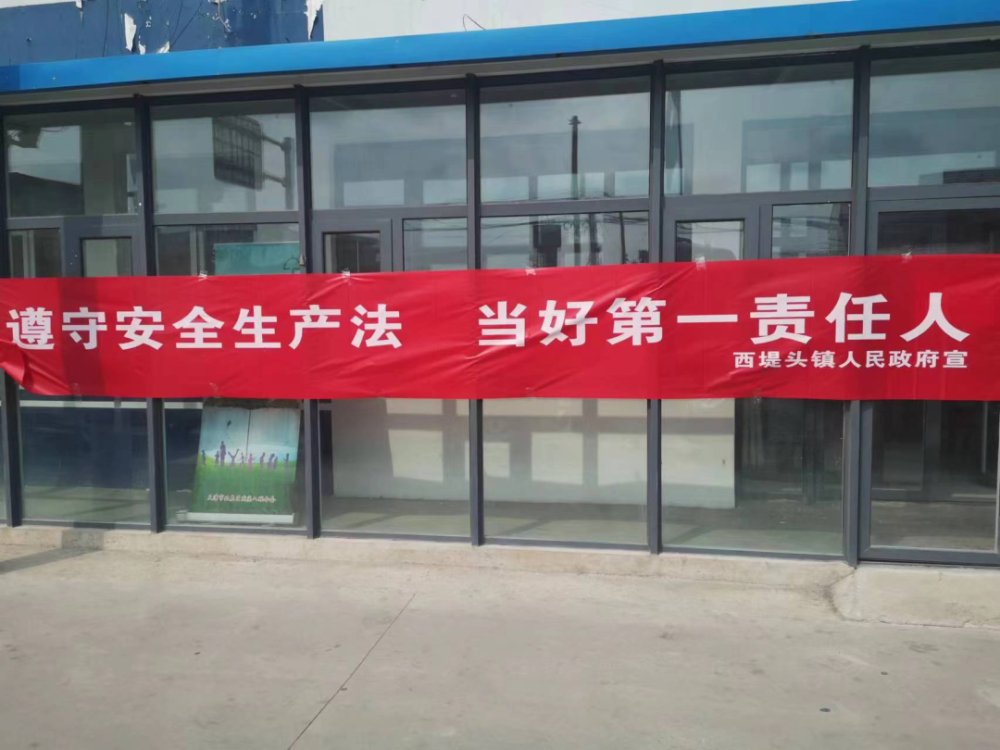 遵守安全生产法 当好第一责任人
西堤头镇人民政府宣